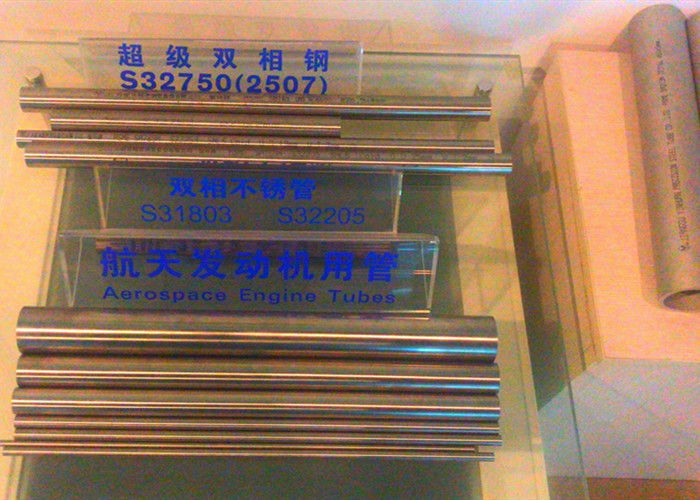 超级双相钢
S32750(2507)
双相不锈管
S31803 S32205
航天发动机用管
Aerospace Engine Tubes